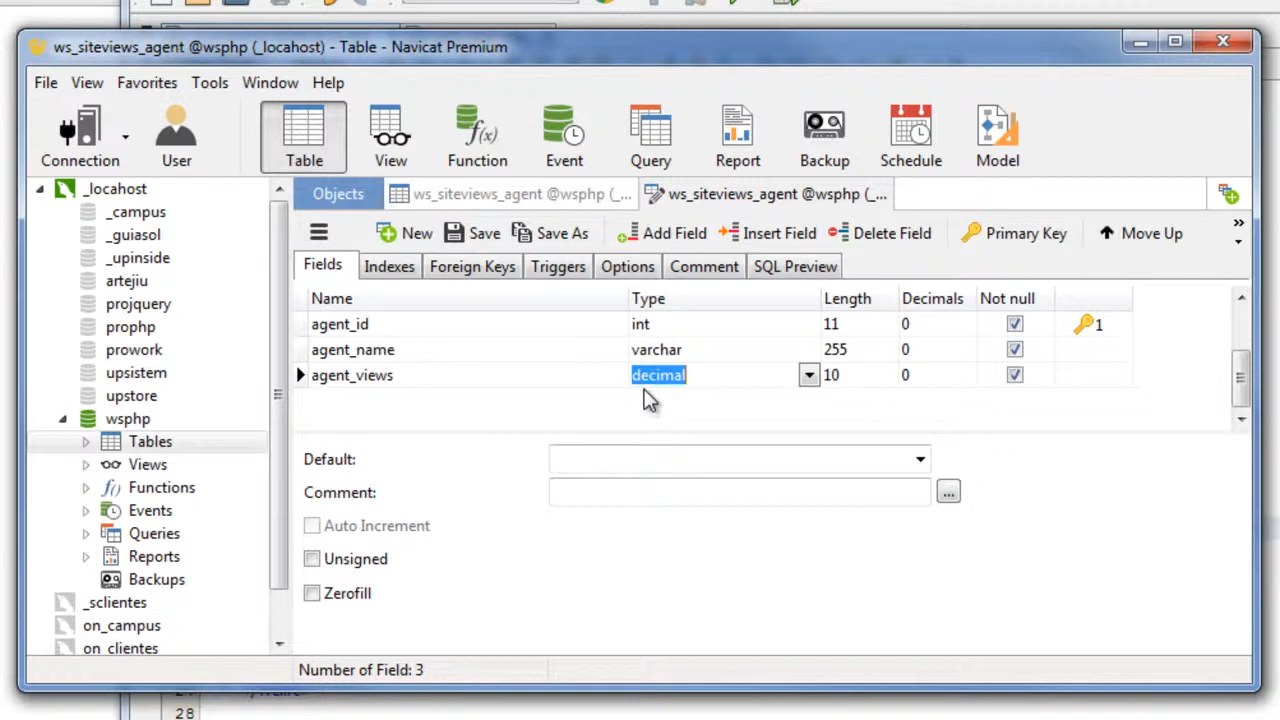 ws_siteviews_agent @wsphp (_locahost) - Table - Navicat Premium
File View Favorites Tools Window Help
Connection User Table View Function Event Query Report Backup Schedule Model
_locahost
_campus
_guiasol
_upinside
artejiu
projquery
prophp
prowork
upsistem
upstore
wsphp
Tables
Views
Functions
Events
Queries
Reports
Backups
_sclientes
on_campus
on_clientes
Objects ws_siteviews_agent @wsphp (_... ws_siteviews_agent @wsphp (_...
New Save Save As Add Field Insert Field Delete Field Primary Key Move Up »
Fields Indexes Foreign Keys Triggers Options Comment SQL Preview
Name Type Length Decimals Not null
agent_id int 11 0 1
agent_name varchar 255 0
agent_views decimal 10 0
Default:
Comment: ...
Auto Increment
Unsigned
Zerofill
Number of Field: 3
28